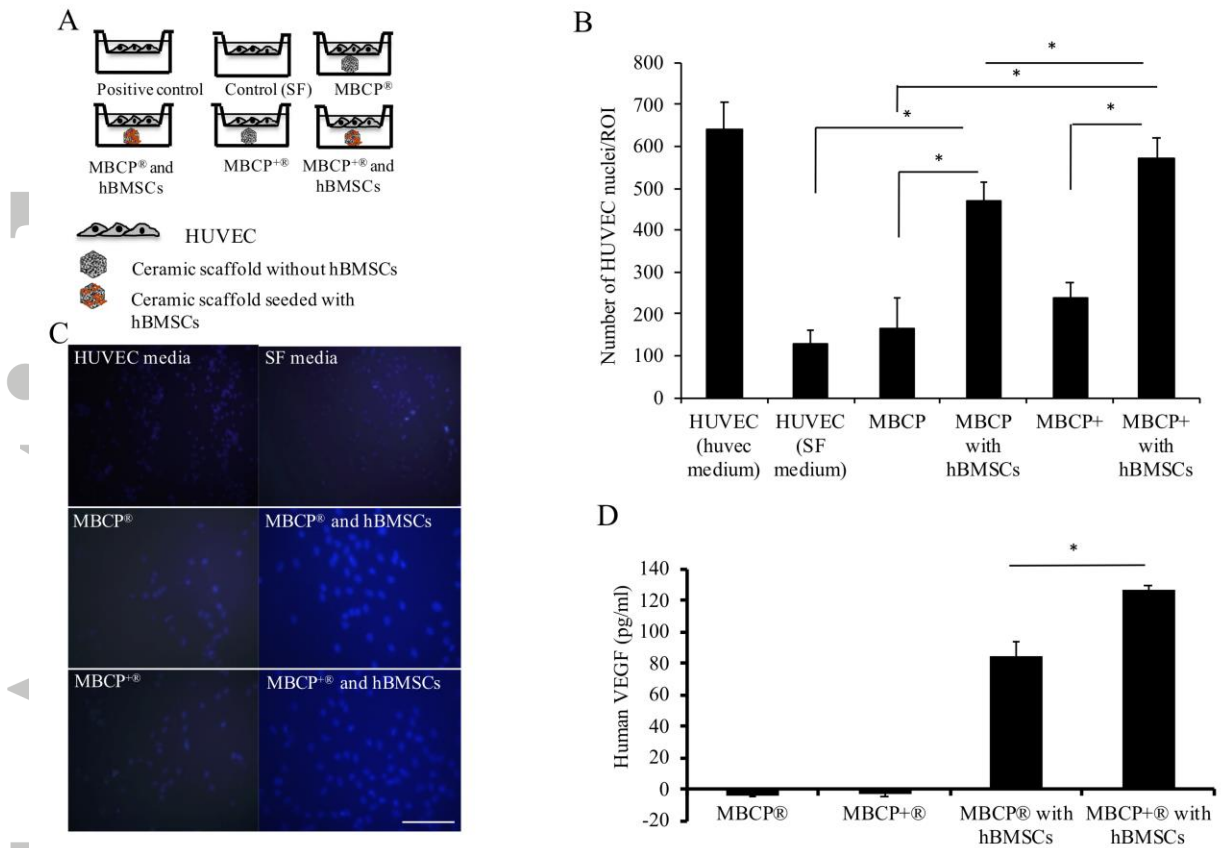 A
Positive control
Control (SF)
MBCP®
MBCP® and
hBMSCs
MBCP+®
MBCP+® and
hBMSCs
HUVEC
Ceramic scaffold without hBMSCs
Ceramic scaffold seeded with
hBMSCs
B
Number of HUVEC nuclei/ROI
800
700
600
500
400
300
200
100
0
*
*
*
*
*
HUVEC
(huvec
medium)
HUVEC
(SF
medium)
MBCP
MBCP
with
hBMSCs
MBCP+
MBCP+
with
hBMSCs
C
HUVEC media
SF media
MBCP®
MBCP® and hBMSCs
MBCP+®
MBCP+® and hBMSCs
D
Human VEGF (pg/ml)
140
120
100
80
60
40
20
0
-20
*
MBCP®
MBCP+®
MBCP® with
hBMSCs
MBCP+® with
hBMSCs